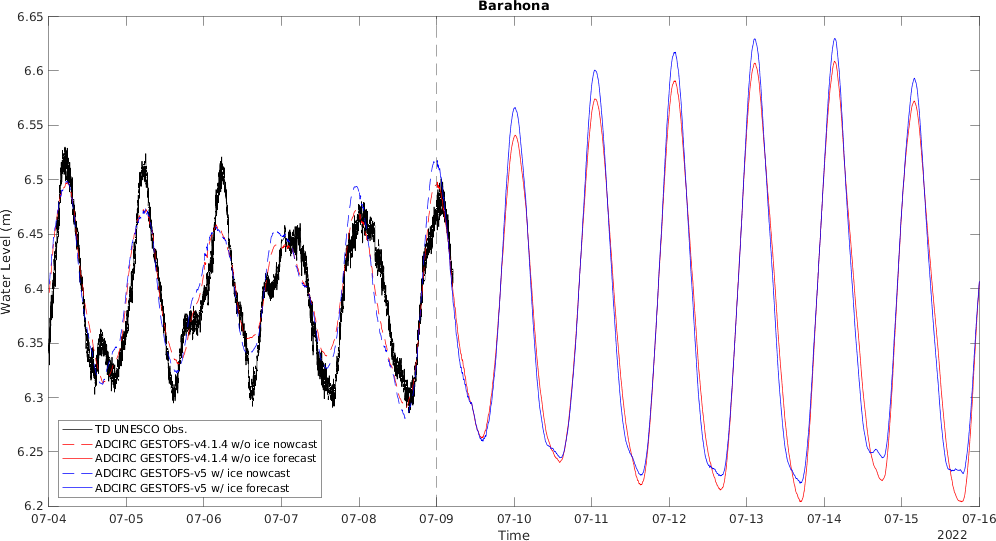 Barahona
6.65
6.6
6.55
6.5
6.45
6.4
6.35
6.3
6.25
6.2
Water Level (m)
TD UNESCO Obs.
ADCIRC GESTOFS-v4.1.4 w/o ice nowcast
ADCIRC GESTOFS-v4.1.4 w/o ice forecast
ADCIRC GESTOFS-v5 w/ ice nowcast
ADCIRC GESTOFS-v5 w/ ice forecast
07-04 07-05 07-06 07-07 07-08 07-09 07-10 07-11 07-12 07-13 07-14 07-15 07-16
Time
2022